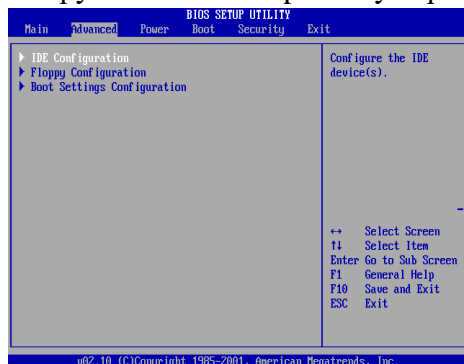 BIOS SETUP UTILITY
Main Advanced Power Boot Security Exit
IDE Configuration
Floppy Configuration
Boot Settings Configuration
Configure the IDE
device(s).
↔ Select Screen
↑↓ Select Item
Enter Go to Sub Screen
F1 General Help
F10 Save and Exit
ESC Exit
v02.10 (C)Copyright 1985-2001, American Megatrends, Inc.